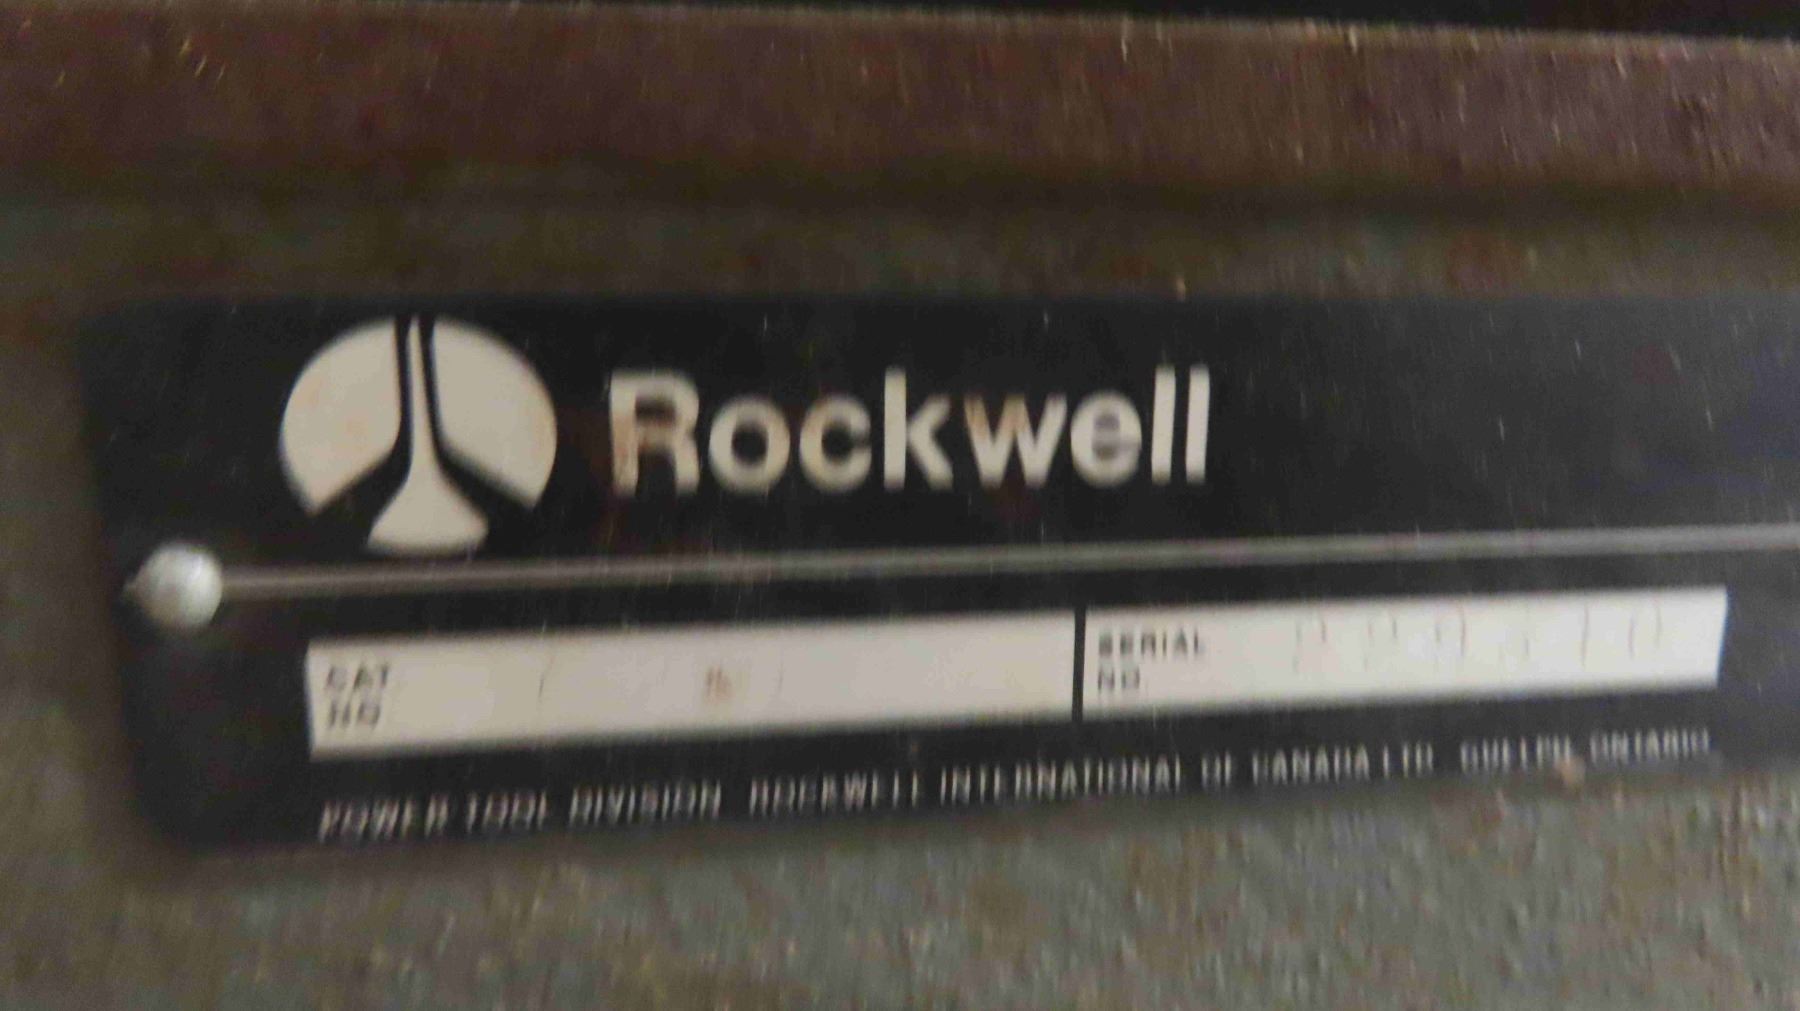 Rockwell
CAT
NO
SERIAL
NO
POWER TOOL DIVISION ROCKWELL INTERNATIONAL OF CANADA LTD GUELPH, ONTARIO